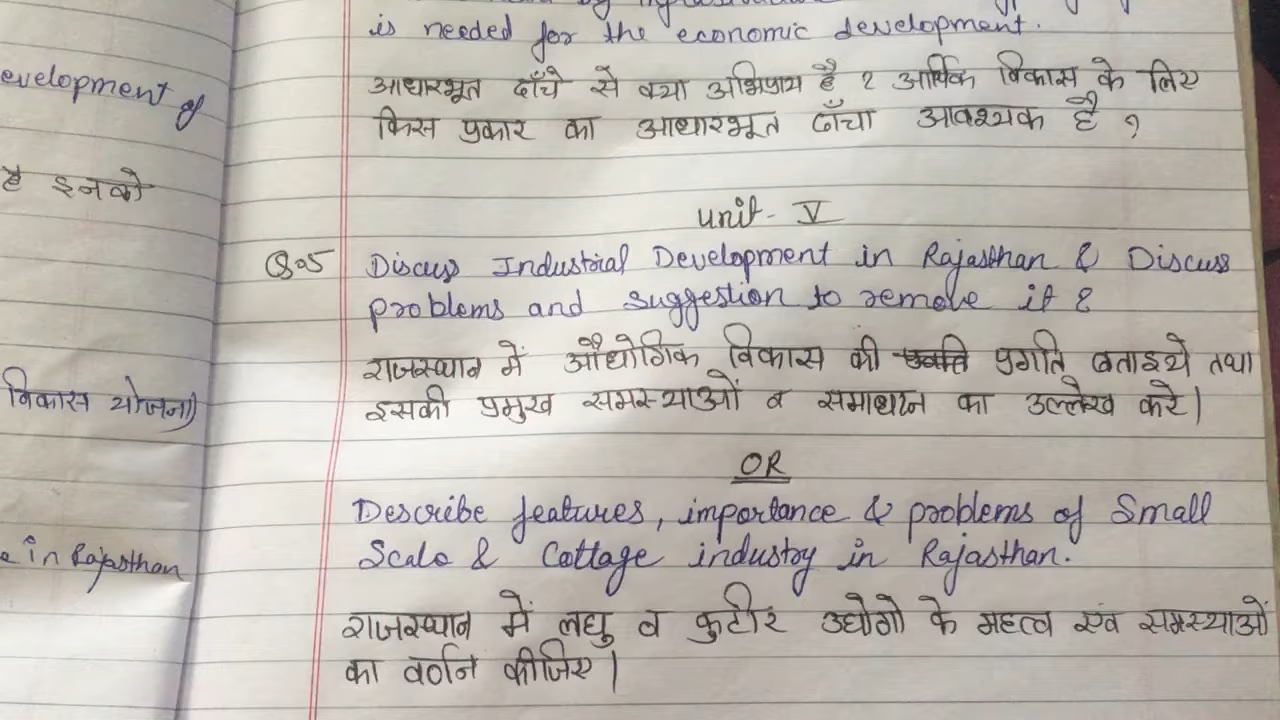 evelopment of
है इनको
विकास योजना)
e in Rajasthan
is needed for the economic development.
आधारभूत ढाँचे से क्या अभिप्राय है ? आर्थिक विकास के लिए
किस प्रकार का आधारभूत ढाँचा आवश्यक है ?
unit - V
Q.5 Discuss Industrial Development in Rajasthan & Discuss
problems and suggestion to remove it ?
राजस्थान में औद्योगिक विकास की प्रगति बताइये तथा
इसकी प्रमुख समस्याओं व समाधान का उल्लेख करे।
OR
Describe features, importance & problems of Small
Scale & Cottage industry in Rajasthan.
राजस्थान में लघु व कुटीर उद्योगो के महत्व एवं समस्याओं
का वर्णन कीजिए।